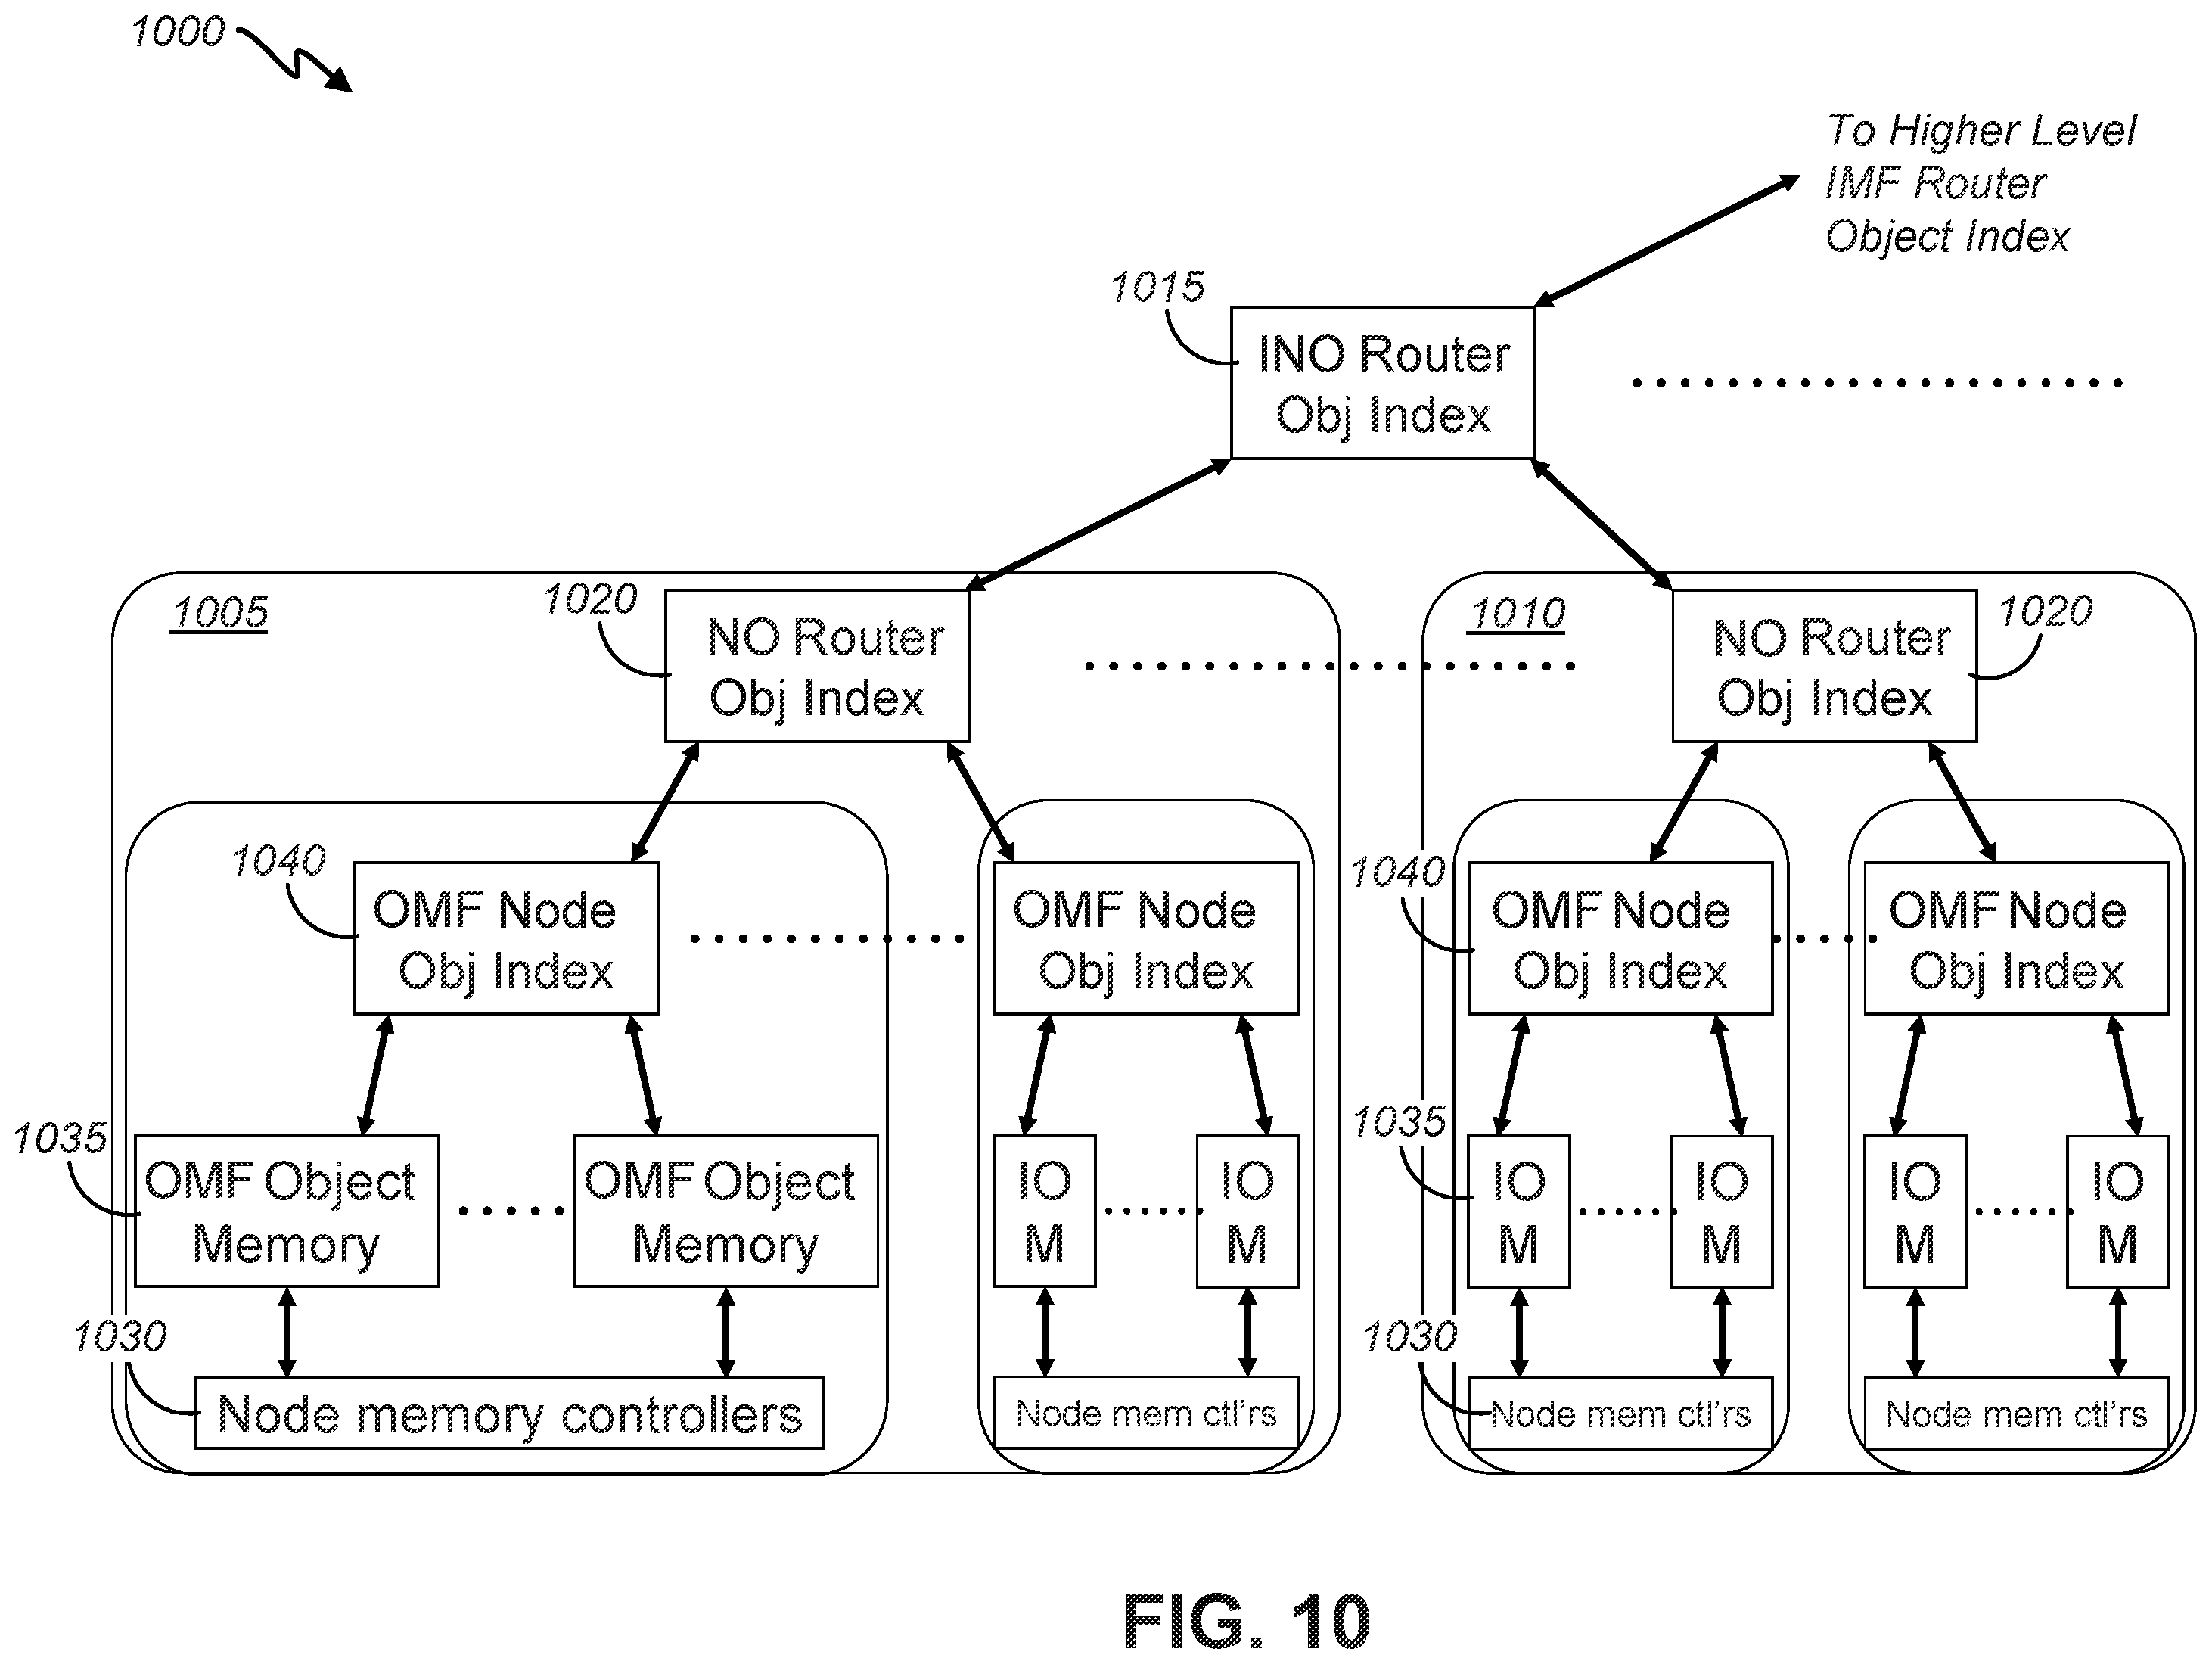 1000
To Higher Level
IMF Router
Object Index
1015
INO Router
Obj Index
1005
1020
NO Router
Obj Index
1010
NO Router
Obj Index
1020
1040
OMF Node
Obj Index
OMF Node
Obj Index
1040
OMF Node
Obj Index
OMF Node
Obj Index
1035
OMF Object
Memory
OMF Object
Memory
IO
M
IO
M
1035
IO
M
IO
M
IO
M
IO
M
1030
Node memory controllers
Node mem ctl'rs
1030
Node mem ctl'rs
Node mem ctl'rs
FIG. 10